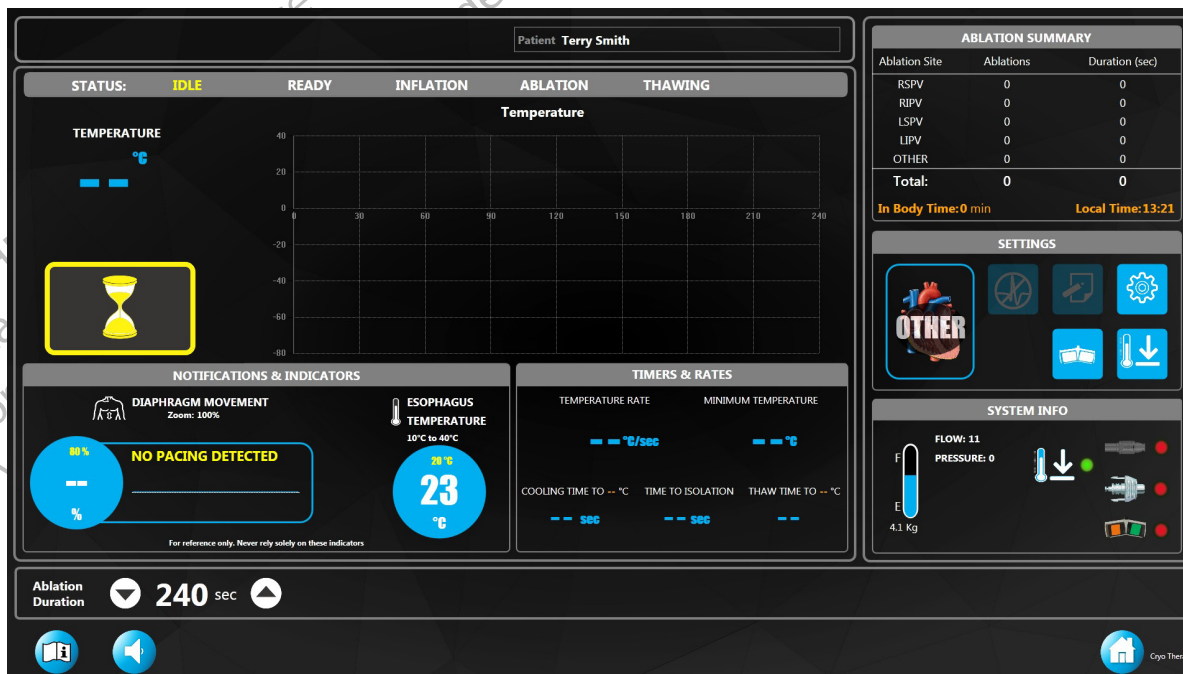 Patient Terry Smith
STATUS: IDLE READY INFLATION ABLATION THAWING
TEMPERATURE
°C
-- --
Temperature
40
20
0
0 30 60 90 120 150 180 210 240
-20
-40
-60
-80
NOTIFICATIONS & INDICATORS
DIAPHRAGM MOVEMENT
Zoom: 100%
80 %
--
%
NO PACING DETECTED
ESOPHAGUS
TEMPERATURE
10°C to 40°C
20 °C
23
°C
For reference only. Never rely solely on these indicators
TIMERS & RATES
TEMPERATURE RATE MINIMUM TEMPERATURE
-- --°C/sec -- --°C
COOLING TIME TO -- °C TIME TO ISOLATION THAW TIME TO -- °C
-- -- sec -- -- sec -- --
ABLATION SUMMARY
Ablation Site Ablations Duration (sec)
RSPV 0 0
RIPV 0 0
LSPV 0 0
LIPV 0 0
OTHER 0 0
Total: 0 0
In Body Time:0 min Local Time:13:21
SETTINGS
OTHER
SYSTEM INFO
FLOW: 11
PRESSURE: 0
F
E
4.1 Kg
Ablation
Duration
240 sec
Cryo Ther